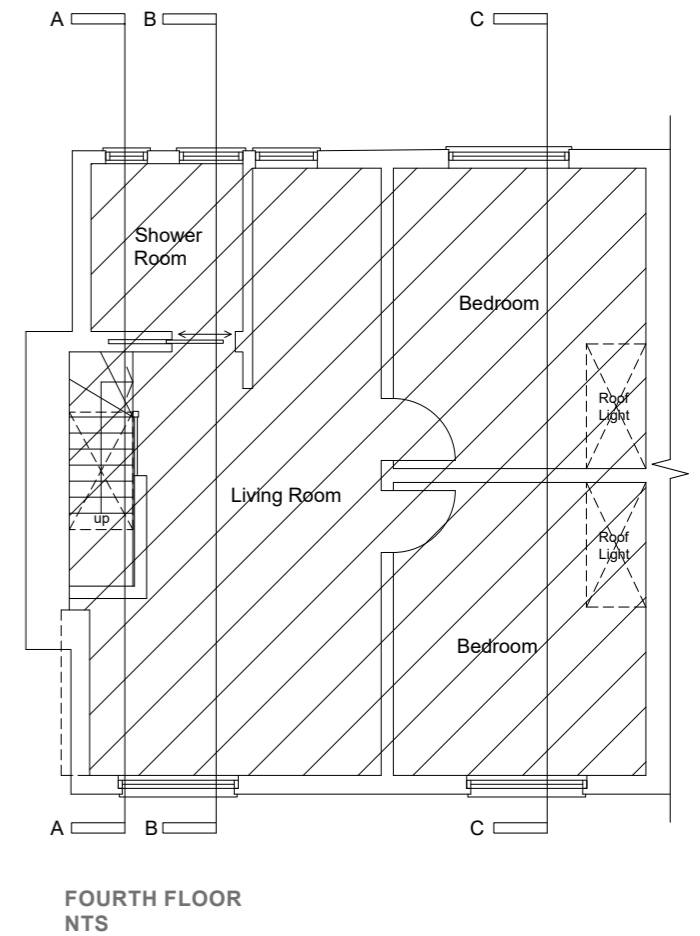 A B C
Shower
Room
Bedroom
Roof
Light
Living Room
up
Roof
Light
Bedroom
A B C
FOURTH FLOOR
NTS